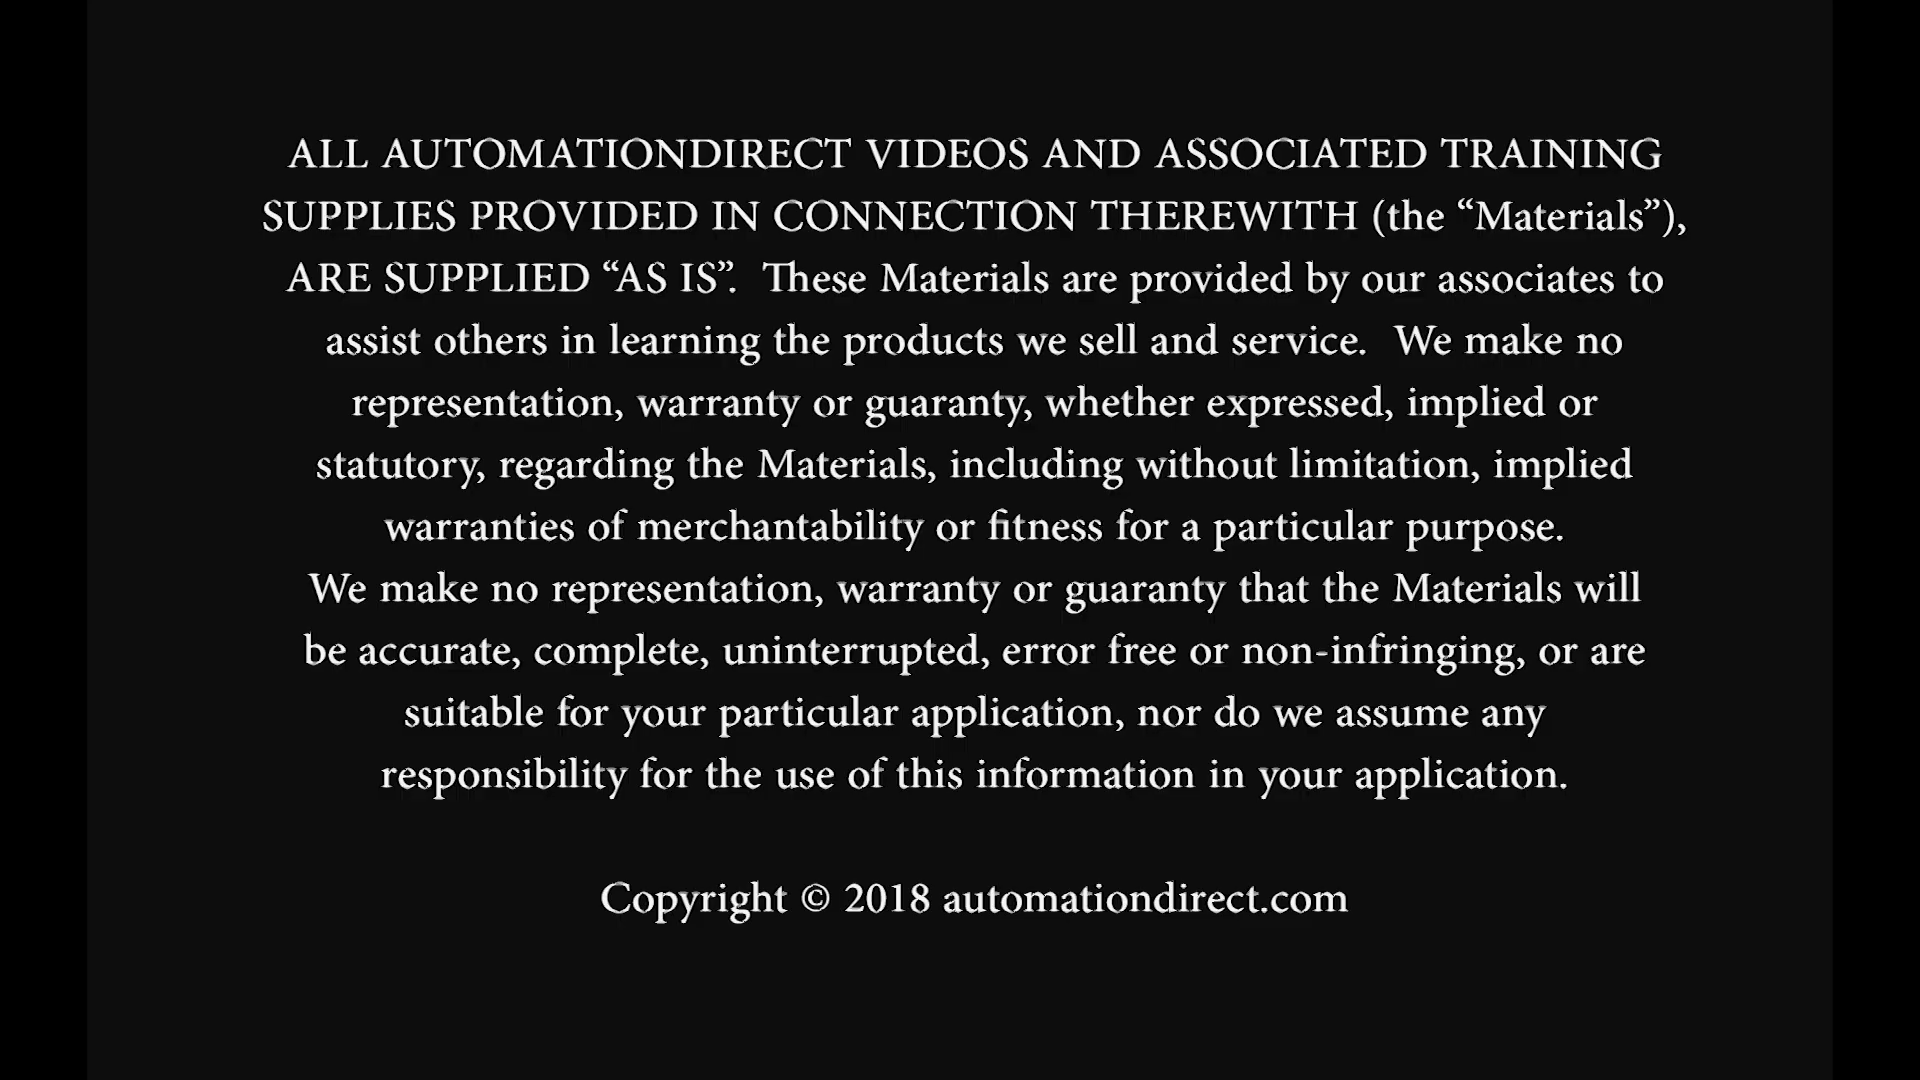 ALL AUTOMATIONDIRECT VIDEOS AND ASSOCIATED TRAINING
SUPPLIES PROVIDED IN CONNECTION THEREWITH (the “Materials”),
ARE SUPPLIED “AS IS”.  These Materials are provided by our associates to
assist others in learning the products we sell and service.  We make no
representation, warranty or guaranty, whether expressed, implied or
statutory, regarding the Materials, including without limitation, implied
warranties of merchantability or fitness for a particular purpose.
We make no representation, warranty or guaranty that the Materials will
be accurate, complete, uninterrupted, error free or non-infringing, or are
suitable for your particular application, nor do we assume any
responsibility for the use of this information in your application.
Copyright © 2018 automationdirect.com